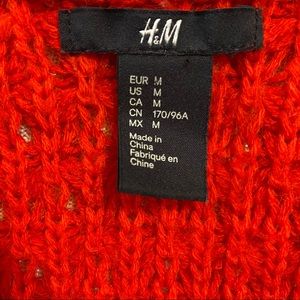 H&M
EUR M
US M
CA M
CN 170/96A
MX M
Made in
China
Fabriqué en
Chine